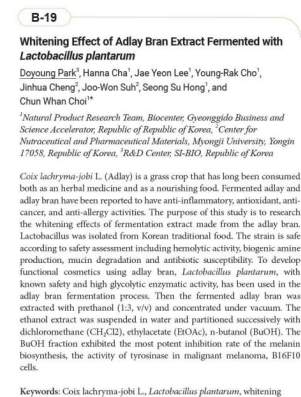 B-19
Whitening Effect of Adlay Bran Extract Fermented with
Lactobacillus plantarum
Doyoung Park¹, Hanna Cha¹, Jae Yeon Lee¹, Young-Rak Cho¹,
Jinhua Cheng², Joo-Won Suh², Seong Su Hong¹, and
Chun Whan Choi¹*
¹Natural Product Research Team, Biocenter, Gyeonggido Business and
Science Accelerator, Republic of Republic of Korea, ²Center for
Nutraceutical and Pharmaceutical Materials, Myongji University, Yongin
17058, Republic of Korea, ³R&D Center, SI-BIO, Republic of Korea
Coix lachryma-jobi L. (Adlay) is a grass crop that has long been consumed
both as an herbal medicine and as a nourishing food. Fermented adlay and
adlay bran have been reported to have anti-inflammatory, antioxidant, anti-
cancer, and anti-allergy activities. The purpose of this study is to research
the whitening effects of fermentation extract made from the adlay bran.
Lactobacillus was isolated from Korean traditional food. The strain is safe
according to safety assessment including hemolytic activity, biogenic amine
production, mucin degradation and antibiotic susceptibility. To develop
functional cosmetics using adlay bran, Lactobacillus plantarum, with
known safety and high glycolytic enzymatic activity, has been used in the
adlay bran fermentation process. Then the fermented adlay bran was
extracted with prethanol (1:3, v/v) and concentrated under vacuum. The
ethanol extract was suspended in water and partitioned successively with
dichloromethane (CH₂Cl2), ethylacetate (EtOAc), n-butanol (BuOH). The
BuOH fraction exhibited the most potent inhibition rate of the melanin
biosynthesis, the activity of tyrosinase in malignant melanoma, B16F10
cells.
Keywords: Coix lachryma-jobi L., Lactobacillus plantarum, whitening